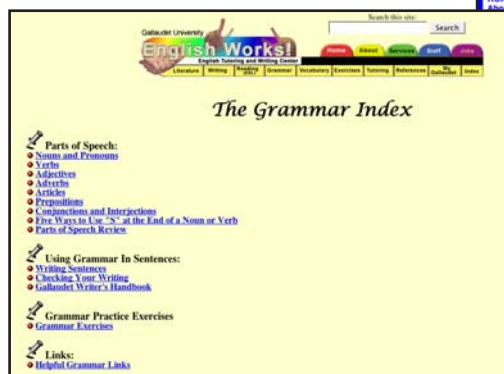 Search this site:
Search
Gallaudet University
English Works!
English Tutoring and Writing Center
Home About Services Staff Jobs
Literature Writing Reading (ESL) Grammar Vocabulary Exercises Tutoring References My Gallaudet Index
The Grammar Index
Parts of Speech:
Nouns and Pronouns
Verbs
Adjectives
Adverbs
Articles
Prepositions
Conjunctions and Interjections
Five Ways to Use "S" at the End of a Noun or Verb
Parts of Speech Review
Using Grammar In Sentences:
Writing Sentences
Checking Your Writing
Gallaudet Writer's Handbook
Grammar Practice Exercises
Grammar Exercises
Links:
Helpful Grammar Links